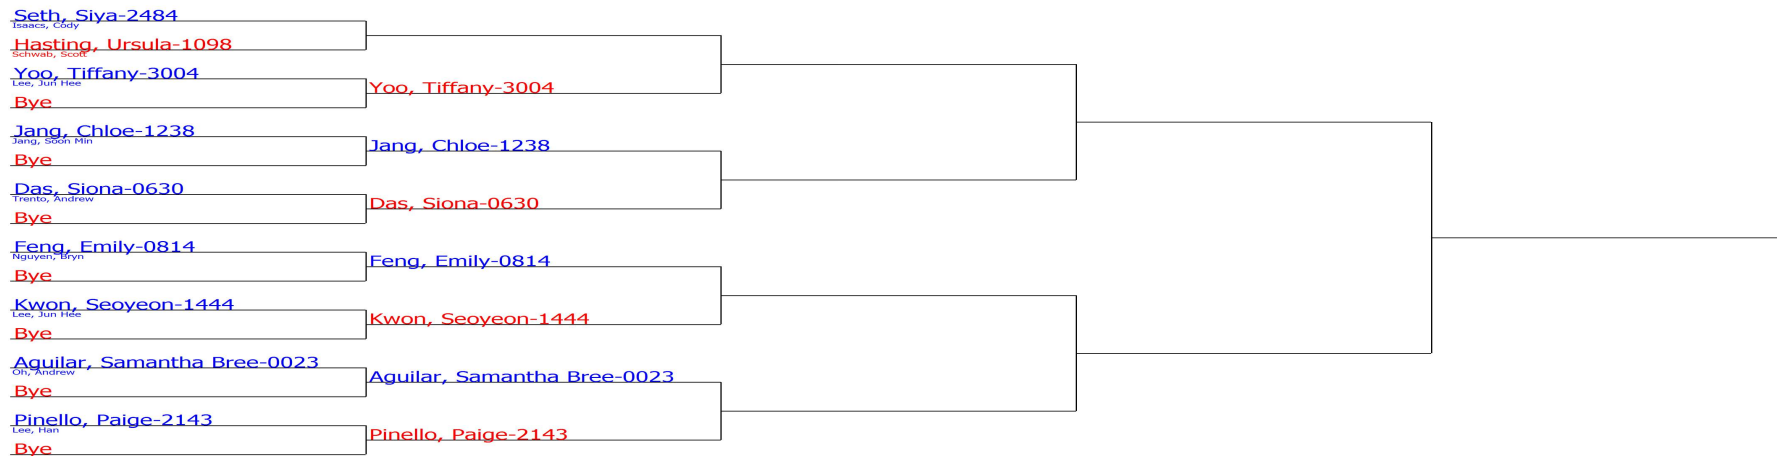 Seth, Siya-2484
Isaacs, Cody
Hasting, Ursula-1098
Schwab, Scott
Yoo, Tiffany-3004
Lee, Jun Hee
Bye
Jang, Chloe-1238
Jang, Soon Min
Bye
Das, Siona-0630
Trento, Andrew
Bye
Feng, Emily-0814
Nguyen, Bryn
Bye
Kwon, Seoyeon-1444
Lee, Jun Hee
Bye
Aguilar, Samantha Bree-0023
Oh, Andrew
Bye
Pinello, Paige-2143
Lee, Han
Bye
Yoo, Tiffany-3004
Jang, Chloe-1238
Das, Siona-0630
Feng, Emily-0814
Kwon, Seoyeon-1444
Aguilar, Samantha Bree-0023
Pinello, Paige-2143